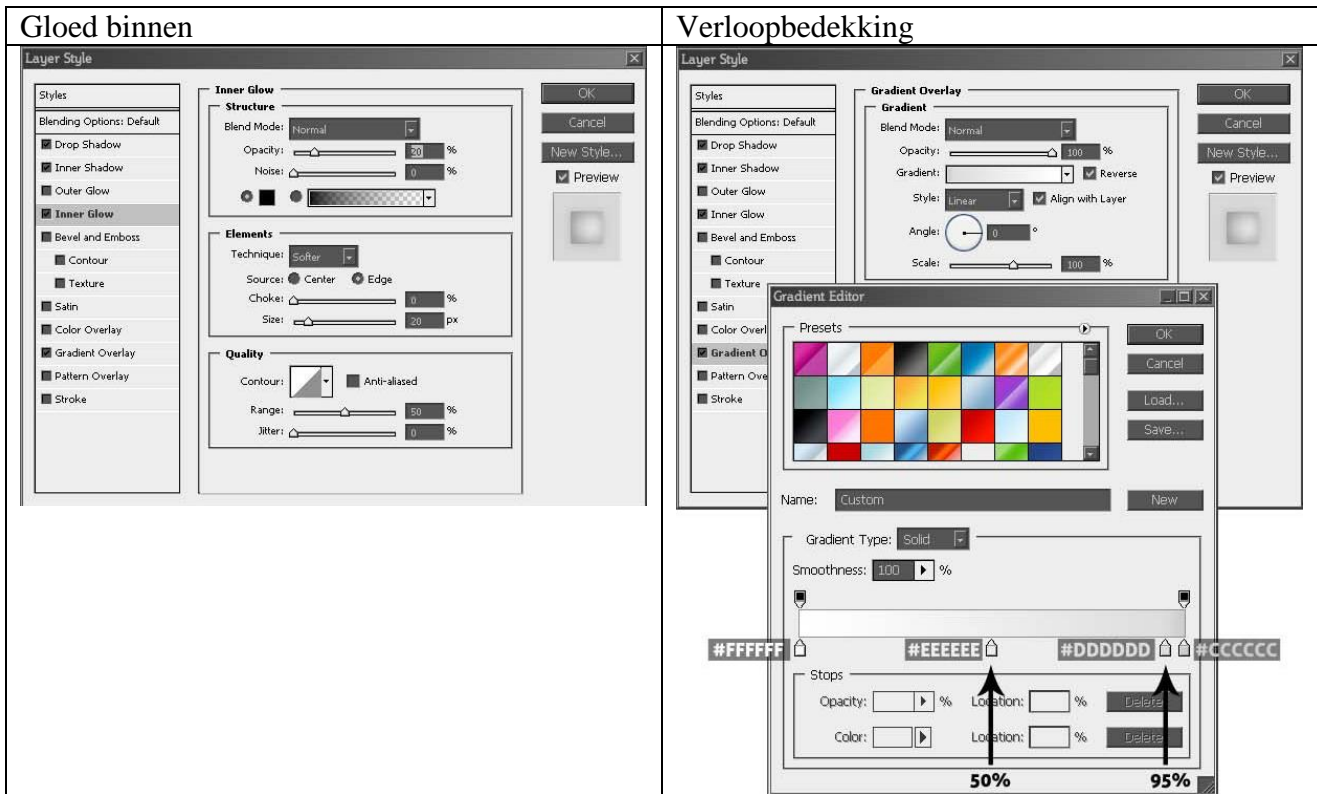 Gloed binnen
Layer Style
Styles
Blending Options: Default
Drop Shadow
Inner Shadow
Outer Glow
Inner Glow
Bevel and Emboss
Contour
Texture
Satin
Color Overlay
Gradient Overlay
Pattern Overlay
Stroke
Inner Glow
Structure
Blend Mode: Normal
Opacity: 20 %
Noise: 0 %
Elements
Technique: Softer
Source: Center Edge
Choke: 0 %
Size: 20 px
Quality
Contour: Anti-aliased
Range: 50 %
Jitter: 0 %
OK
Cancel
New Style...
Preview
Verloopbedekking
Layer Style
Styles
Blending Options: Default
Drop Shadow
Inner Shadow
Outer Glow
Inner Glow
Bevel and Emboss
Contour
Texture
Satin
Color Overl
Gradient O
Pattern Ove
Stroke
Gradient Overlay
Gradient
Blend Mode: Normal
Opacity: 100 %
Gradient: Reverse
Style: Linear Align with Layer
Angle: 0 °
Scale: 100 %
OK
Cancel
New Style...
Preview
Gradient Editor
Presets
OK
Cancel
Load...
Save...
Name: Custom
New
Gradient Type: Solid
Smoothness: 100 %
#FFFFFF #EEEEEE #DDDDDD #CCCCCC
Stops
Opacity: % Location: % Delete
Color: Location: % Delete
50% 95%